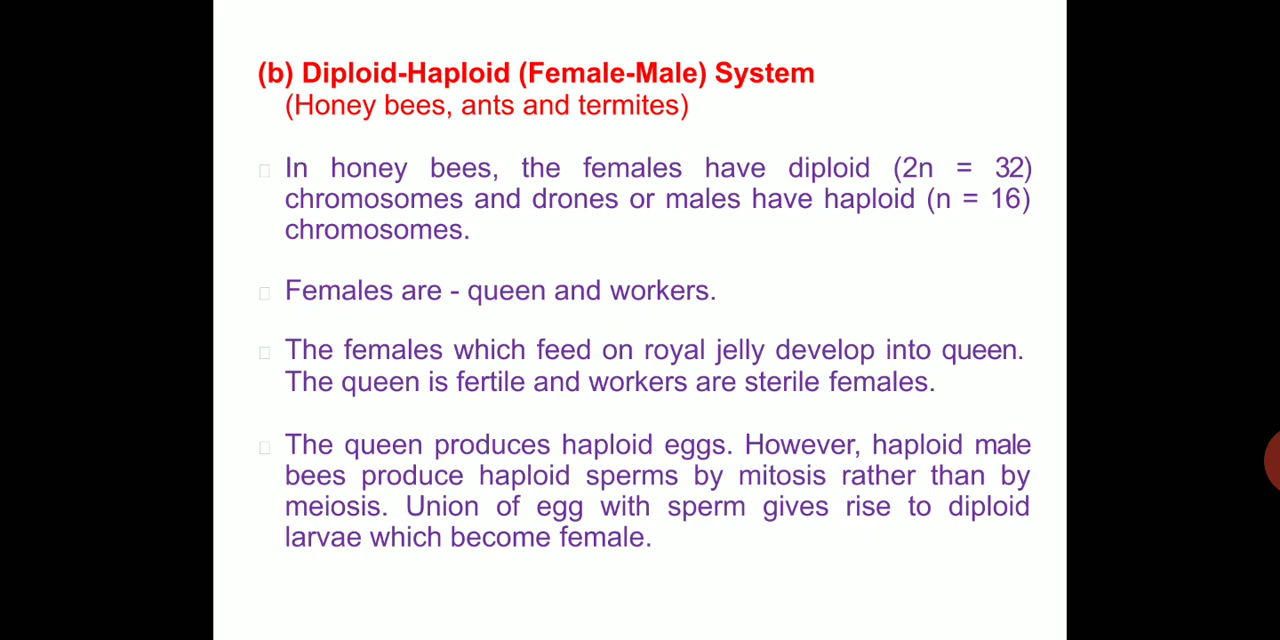 (b) Diploid-Haploid (Female-Male) System
(Honey bees, ants and termites)
In honey bees, the females have diploid (2n = 32)
chromosomes and drones or males have haploid (n = 16)
chromosomes.
Females are - queen and workers.
The females which feed on royal jelly develop into queen.
The queen is fertile and workers are sterile females.
The queen produces haploid eggs. However, haploid male
bees produce haploid sperms by mitosis rather than by
meiosis. Union of egg with sperm gives rise to diploid
larvae which become female.